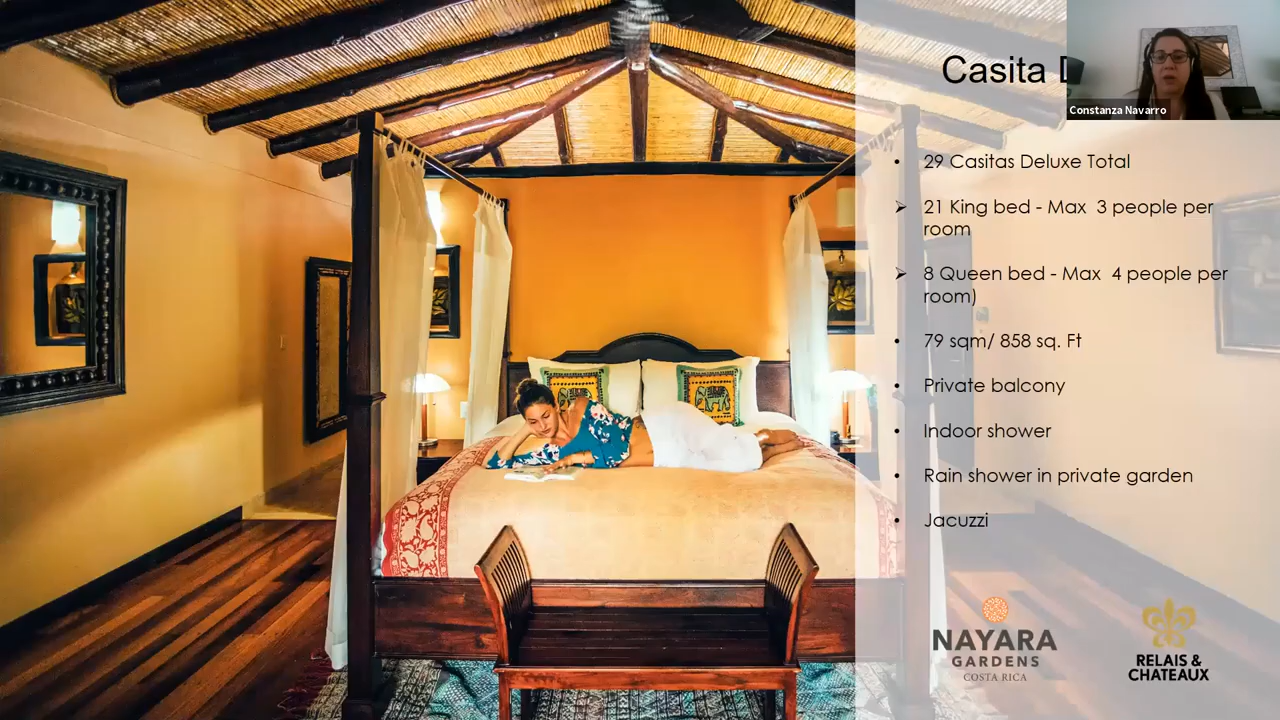 Casita D
Constanza Navarro
• 29 Casitas Deluxe Total
➢ 21 King bed - Max 3 people per
room
➢ 8 Queen bed - Max 4 people per
room)
• 79 sqm/ 858 sq. Ft
• Private balcony
• Indoor shower
• Rain shower in private garden
• Jacuzzi
NAYARA
GARDENS
COSTA RICA
RELAIS &
CHATEAUX